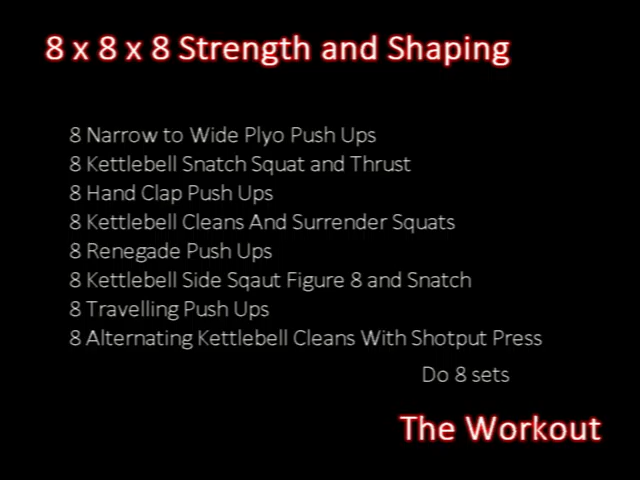 8 x 8 x 8 Strength and Shaping
8 Narrow to Wide Plyo Push Ups
8 Kettlebell Snatch Squat and Thrust
8 Hand Clap Push Ups
8 Kettlebell Cleans And Surrender Squats
8 Renegade Push Ups
8 Kettlebell Side Sqaut Figure 8 and Snatch
8 Travelling Push Ups
8 Alternating Kettlebell Cleans With Shotput Press
Do 8 sets
The Workout